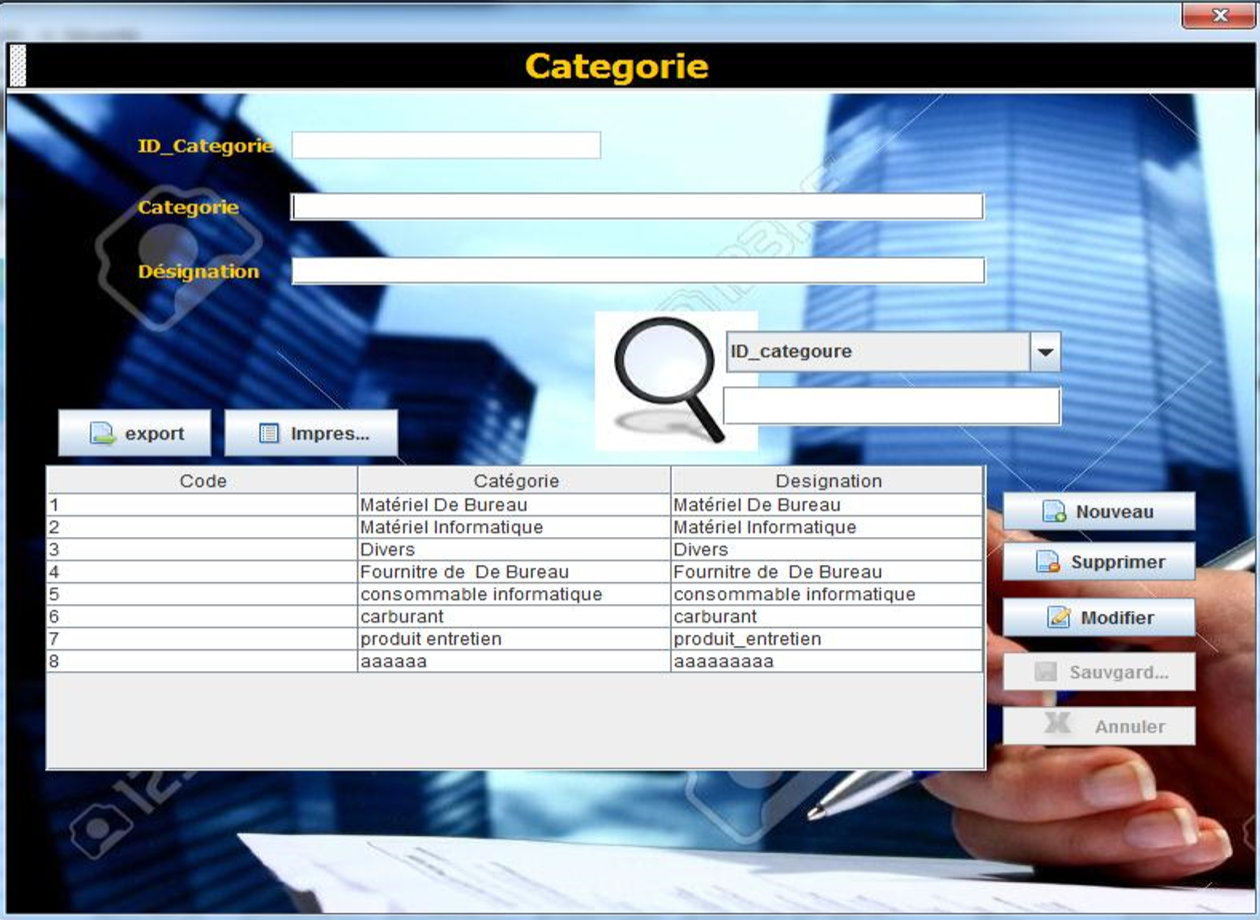 Categorie
ID_Categorie
Categorie
Désignation
ID_categoure
export Impres...
Code Catégorie Designation
1 Matériel De Bureau Matériel De Bureau
2 Matériel Informatique Matériel Informatique
3 Divers Divers
4 Fournitre de  De Bureau Fournitre de  De Bureau
5 consommable informatique consommable informatique
6 carburant carburant
7 produit entretien produit_entretien
8 aaaaaa aaaaaaaaa
Nouveau
Supprimer
Modifier
Sauvgard...
Annuler